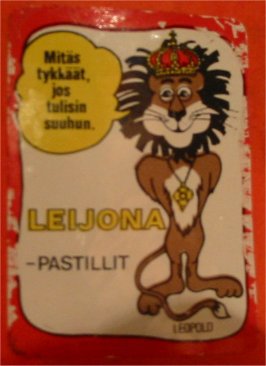 Mitäs
tykkäät,
jos
tulisin
suuhun.
LEIJONA
-PASTILLIT
LEOPOLD